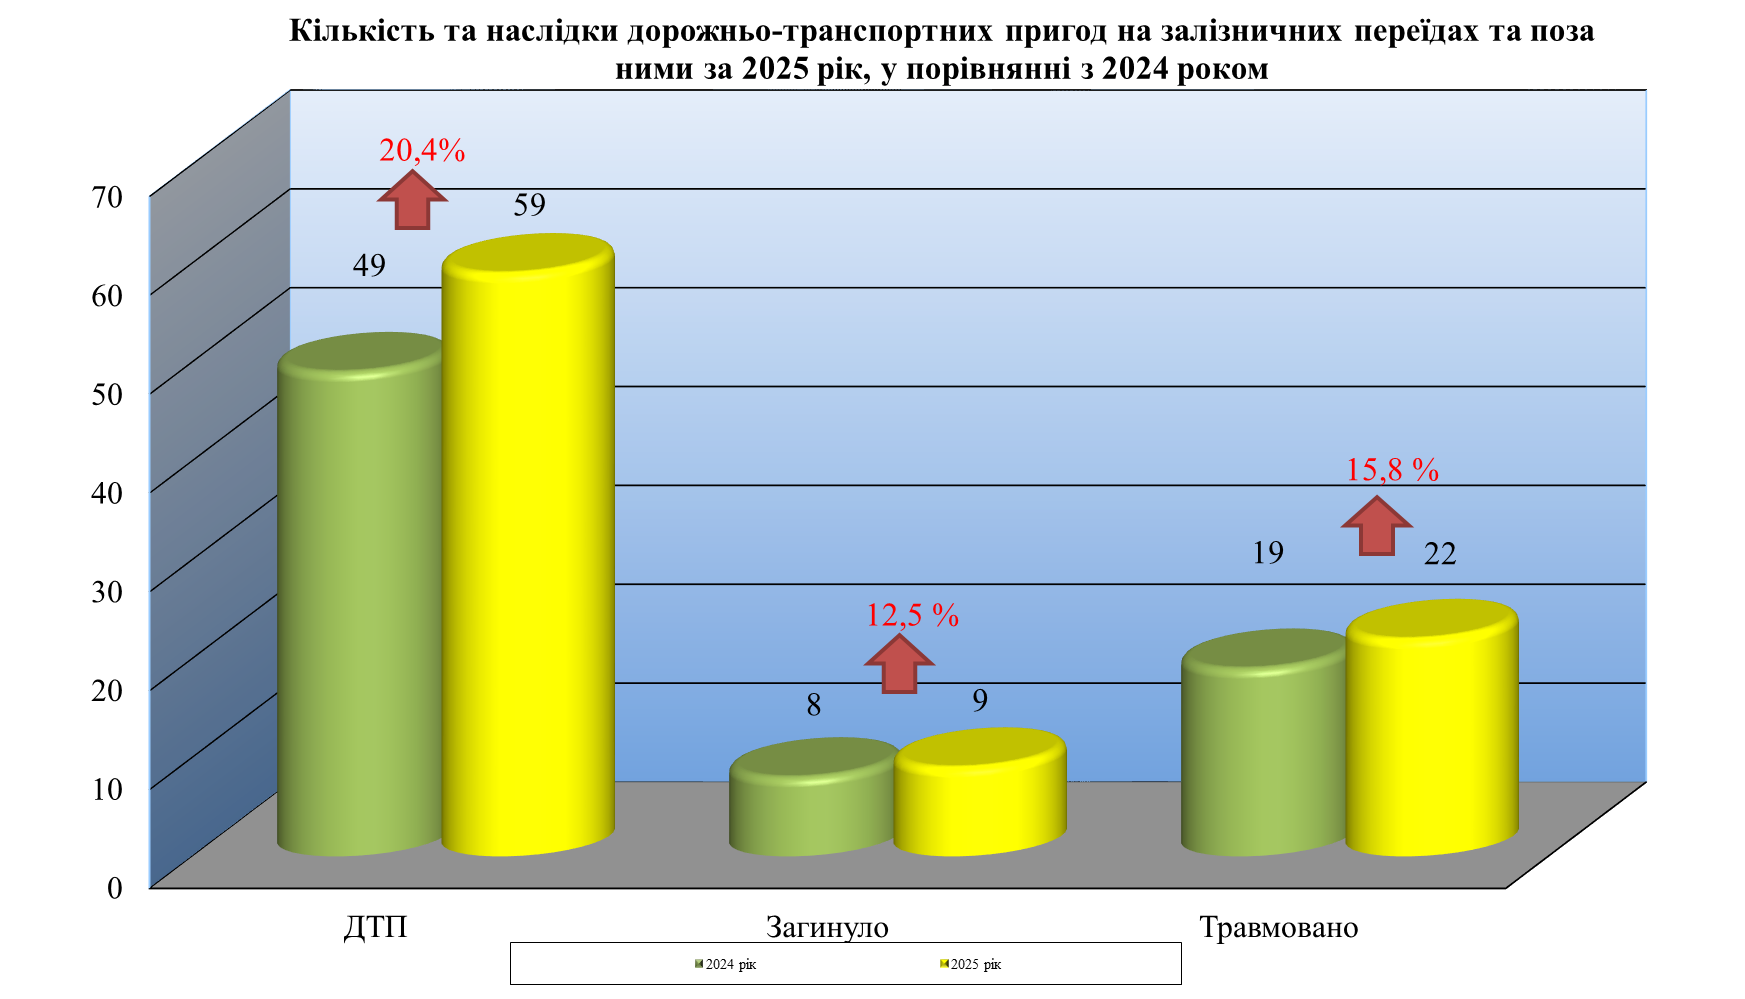 Кількість та наслідки дорожньо-транспортних пригод на залізничних переїдах та поза
ними за 2025 рік, у порівнянні з 2024 роком
20,4%
59
49
70
60
50
40
30
20
10
0
15,8 %
19
22
12,5 %
8
9
ДТП
Загинуло
Травмовано
2024 рік
2025 рік